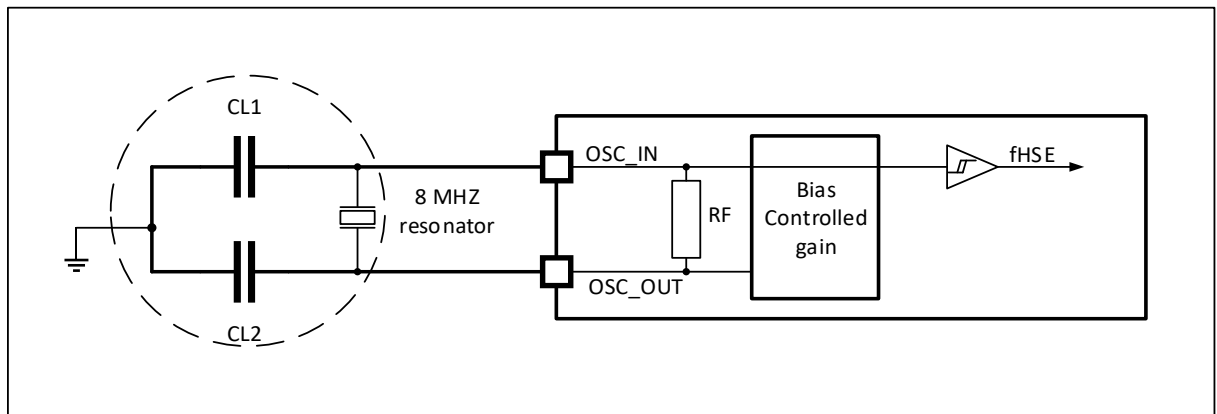 CL1
OSC_IN
fHSE
8 MHZ
resonator
RF
Bias
Controlled
gain
OSC_OUT
CL2